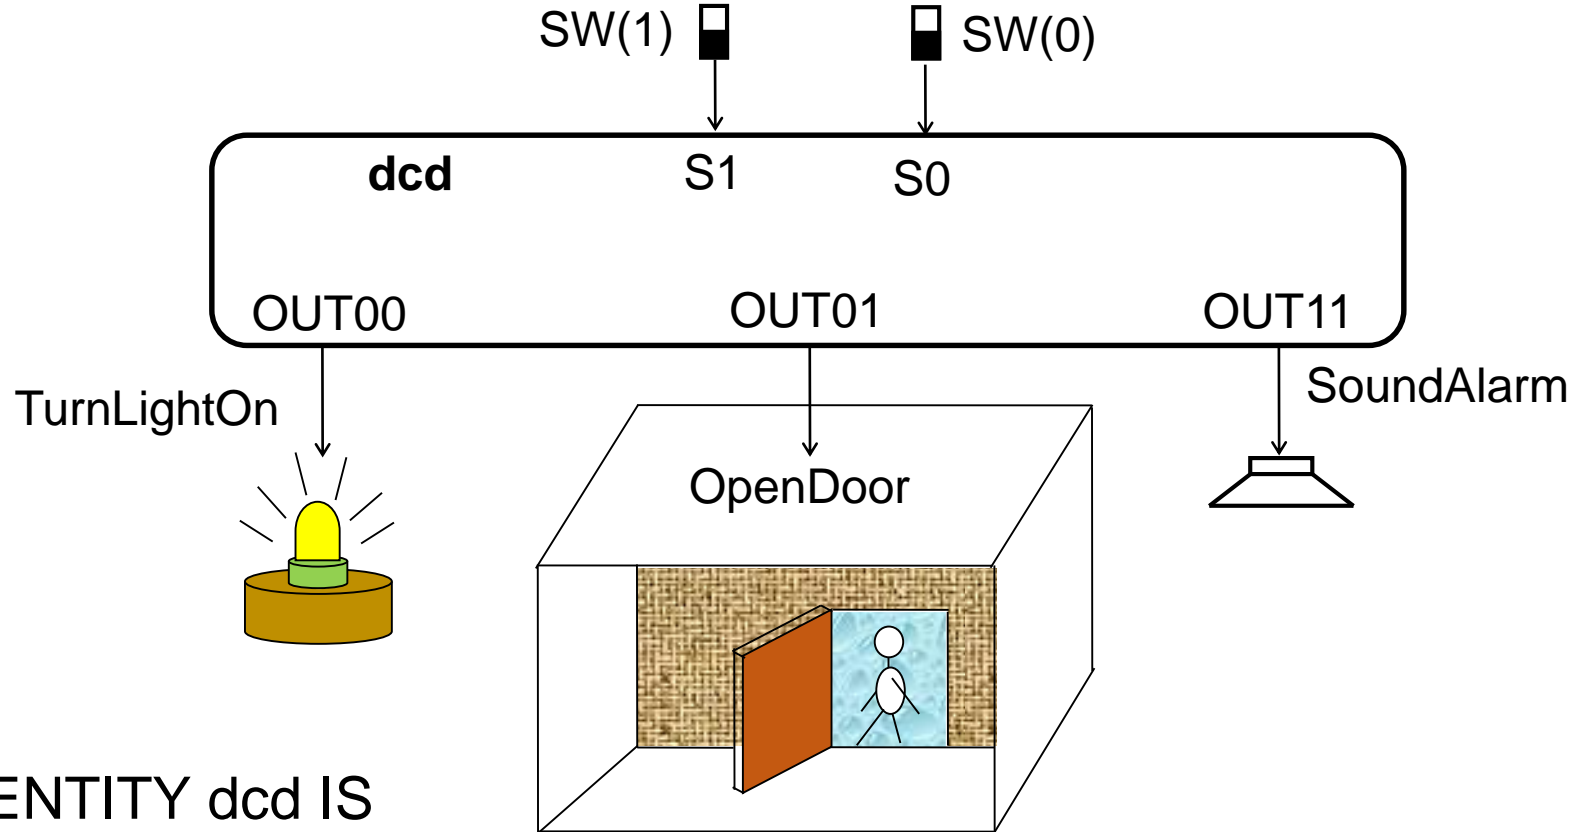 SW(1)
SW(0)
dcd
S1
S0
OUT00
OUT01
OUT11
TurnLightOn
SoundAlarm
OpenDoor
ENTITY dcd IS